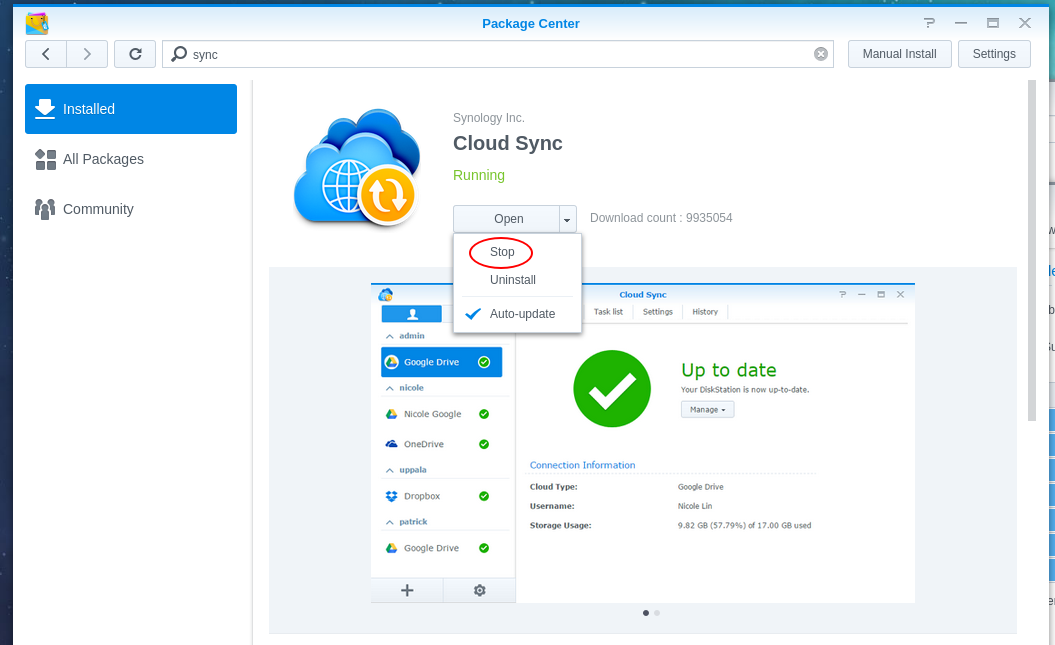 Package Center
sync
Manual Install
Settings
Installed
All Packages
Community
Synology Inc.
Cloud Sync
Running
Open
Download count : 9935054
Stop
Uninstall
Auto-update
Cloud Sync
Task list
Settings
History
admin
Google Drive
nicole
Nicole Google
OneDrive
uppala
Dropbox
patrick
Google Drive
Up to date
Your DiskStation is now up-to-date.
Manage
Connection Information
Cloud Type: Google Drive
Username: Nicole Lin
Storage Usage: 9.82 GB (57.79%) of 17.00 GB used